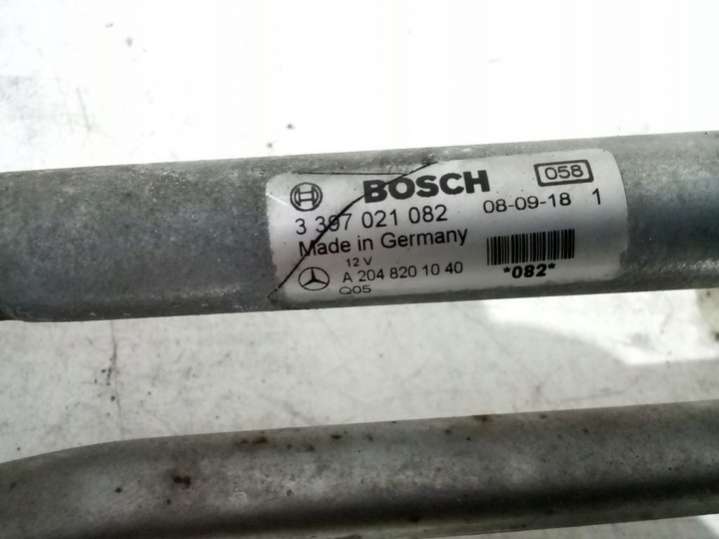 BOSCH 058
3 397 021 082 08-09-18 1
Made in Germany
12 V
A 204 820 10 40 *082*
Q05